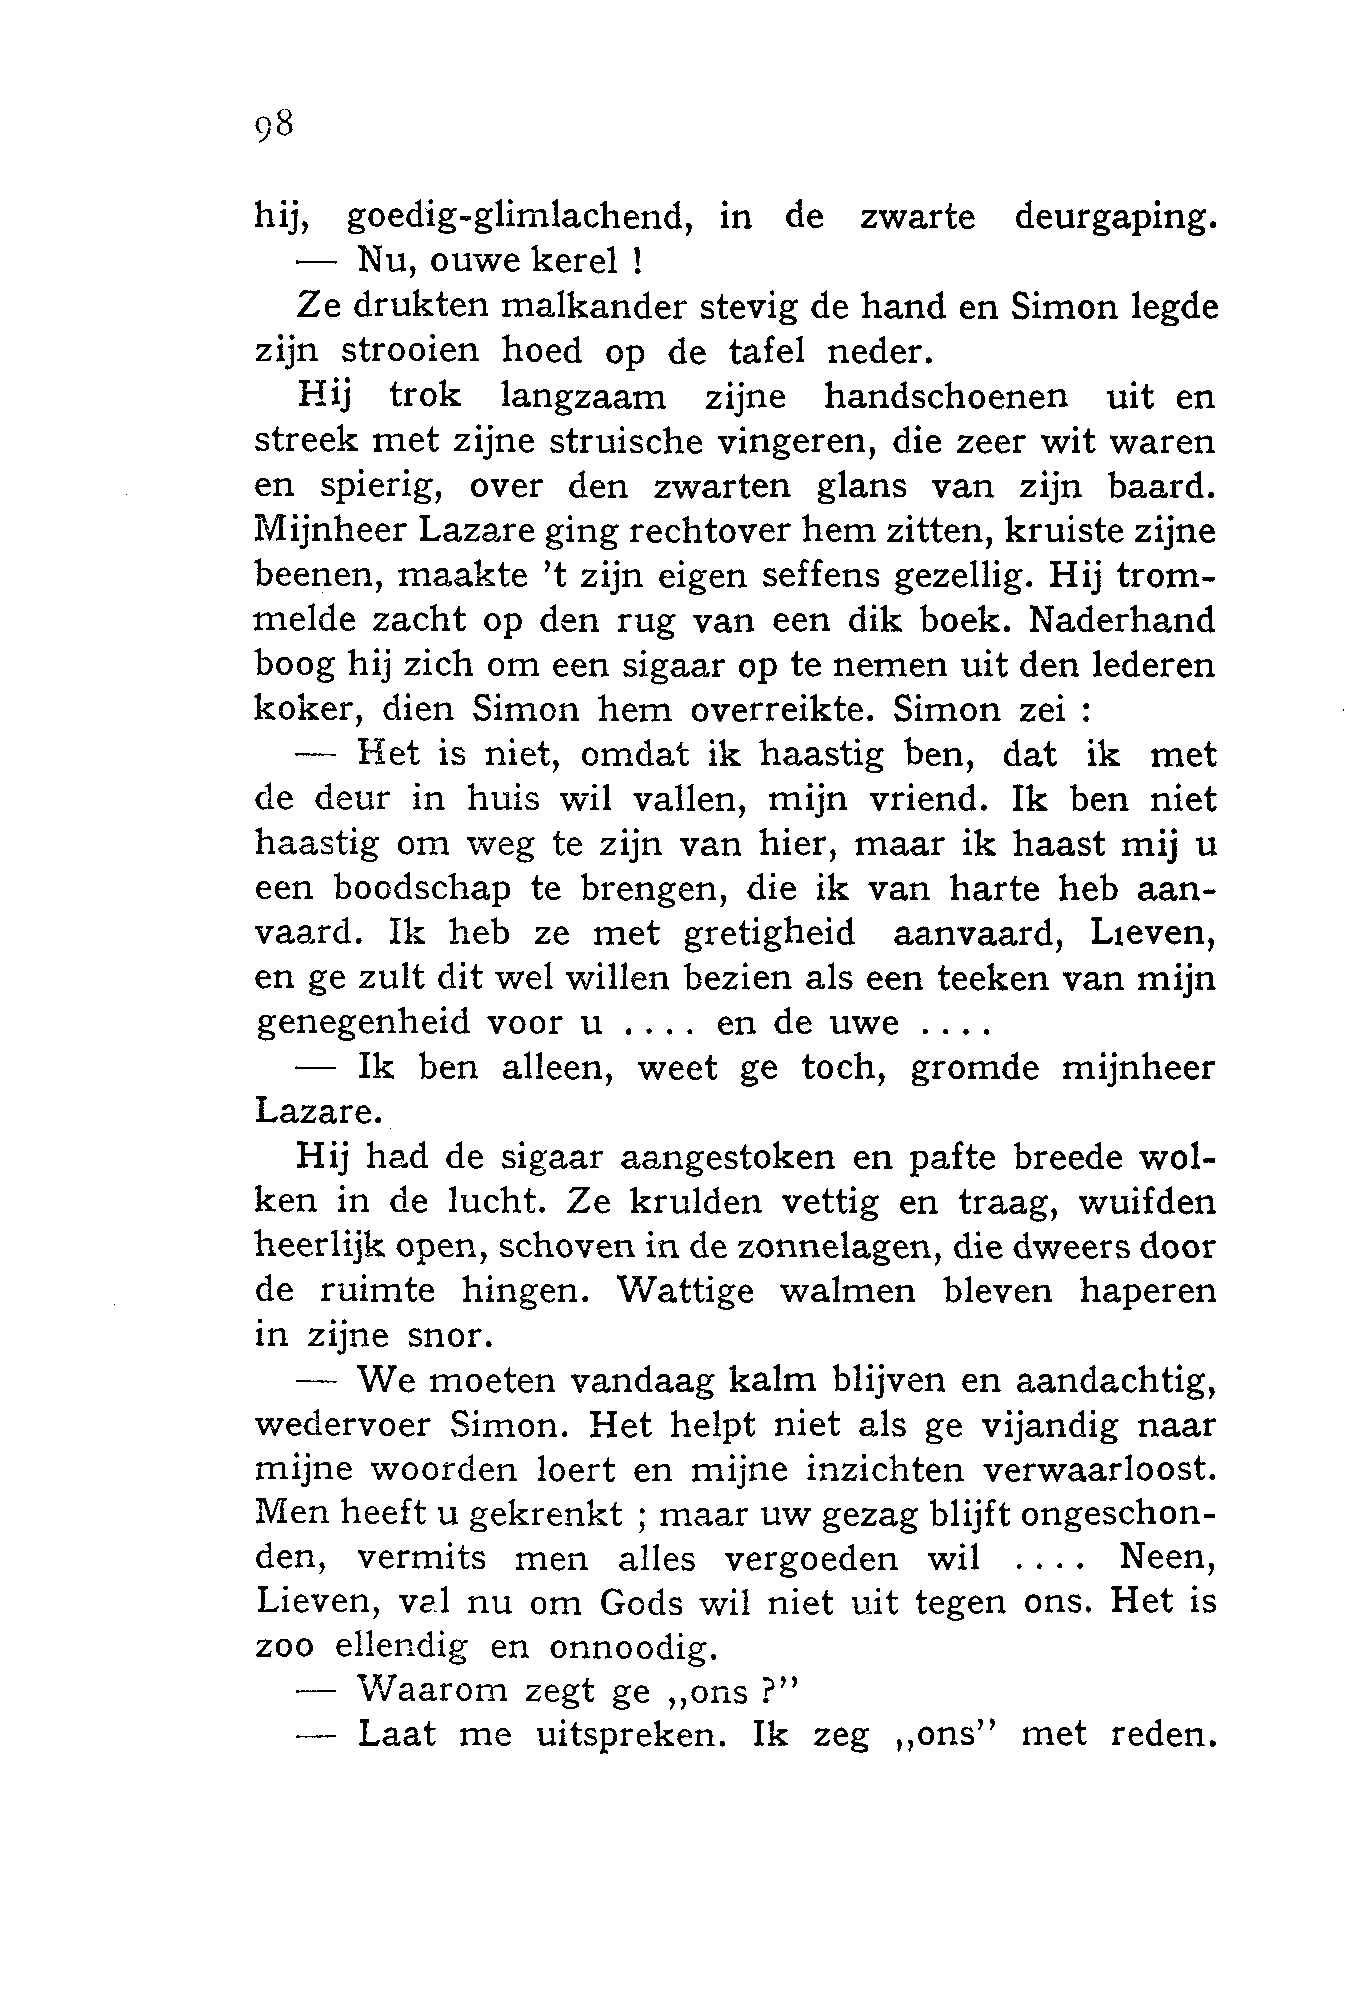 98
hij, goedig-glimlachend, in de zwarte deurgaping.
— Nu, ouwe kerel !
Ze drukten malkander stevig de hand en Simon legde
zijn strooien hoed op de tafel neder.
Hij trok langzaam zijne handschoenen uit en
streek met zijne struische vingeren, die zeer wit waren
en spierig, over den zwarten glans van zijn baard.
Mijnheer Lazare ging rechtover hem zitten, kruiste zijne
beenen, maakte 't zijn eigen seffens gezellig. Hij trom-
melde zacht op den rug van een dik boek. Naderhand
boog hij zich om een sigaar op te nemen uit den lederen
koker, dien Simon hem overreikte. Simon zei :
— Het is niet, omdat ik haastig ben, dat ik met
de deur in huis wil vallen, mijn vriend. Ik ben niet
haastig om weg te zijn van hier, maar ik haast mij u
een boodschap te brengen, die ik van harte heb aan-
vaard. Ik heb ze met gretigheid aanvaard, Lieven,
en ge zult dit wel willen bezien als een teeken van mijn
genegenheid voor u .... en de uwe ....
— Ik ben alleen, weet ge toch, gromde mijnheer
Lazare.
Hij had de sigaar aangestoken en pafte breede wol-
ken in de lucht. Ze krulden vettig en traag, wuifden
heerlijk open, schoven in de zonnelagen, die dweers door
de ruimte hingen. Wattige walmen bleven haperen
in zijne snor.
— We moeten vandaag kalm blijven en aandachtig,
wedervoer Simon. Het helpt niet als ge vijandig naar
mijne woorden loert en mijne inzichten verwaarloost.
Men heeft u gekrenkt ; maar uw gezag blijft ongeschon-
den, vermits men alles vergoeden wil .... Neen,
Lieven, val nu om Gods wil niet uit tegen ons. Het is
zoo ellendig en onnoodig.
— Waarom zegt ge „ons ?”
— Laat me uitspreken. Ik zeg „ons” met reden.